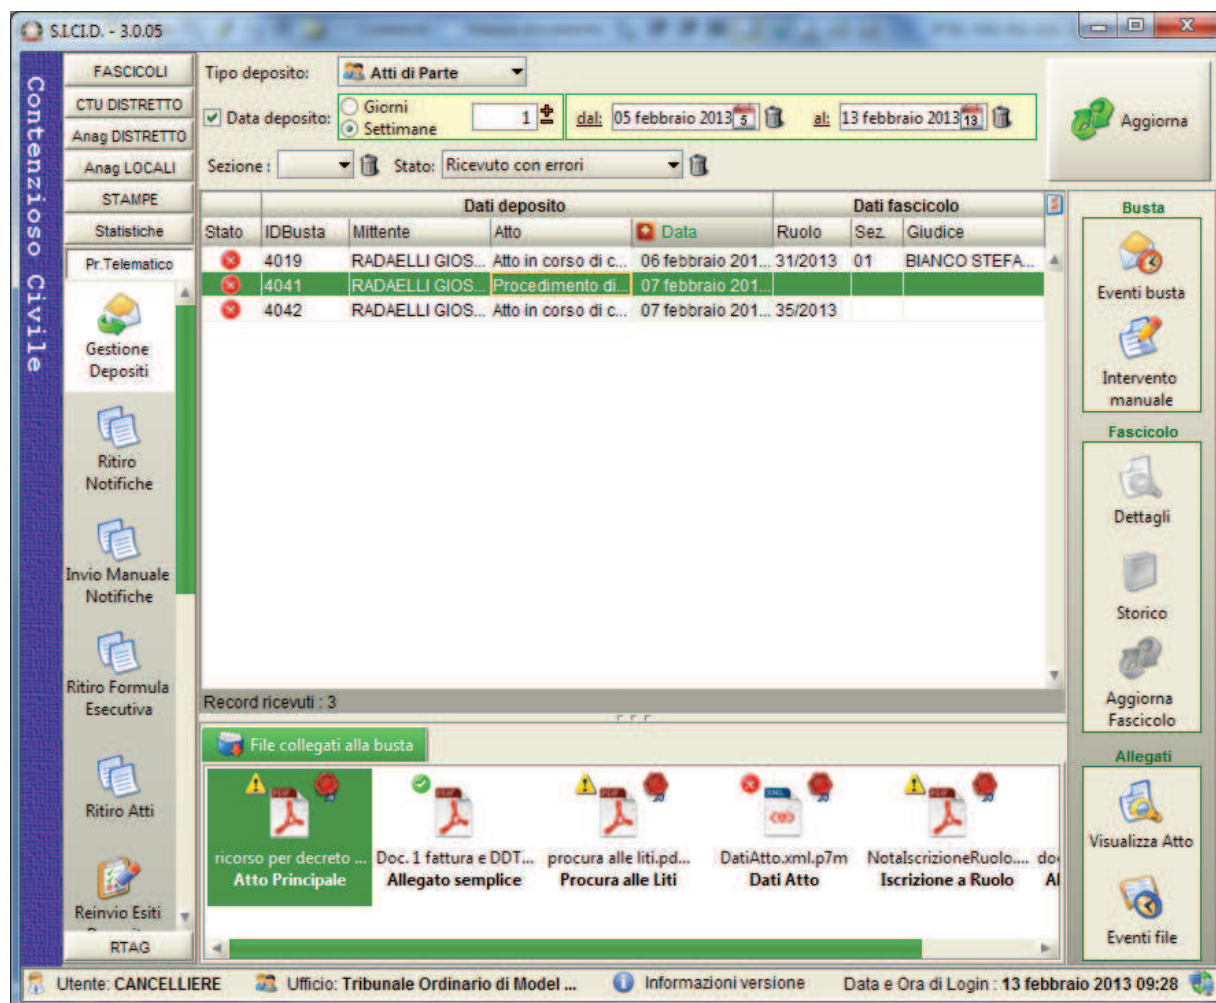 S.I.CI.D. - 3.0.05
Contenzioso Civile
FASCICOLI
CTU DISTRETTO
Anag DISTRETTO
Anag LOCALI
STAMPE
Statistiche
Pr.Telematico
Gestione
Depositi
Ritiro
Notifiche
Invio Manuale
Notifiche
Ritiro Formula
Esecutiva
Ritiro Atti
Reinvio Esiti
RTAG
Tipo deposito: Atti di Parte
Data deposito: Giorni
Settimane
1 dal: 05 febbraio 2013 5 al: 13 febbraio 2013 13
Sezione : Stato: Ricevuto con errori
Aggiorna
Dati deposito Dati fascicolo
Stato IDBusta Mittente Atto Data Ruolo Sez. Giudice
4019 RADAELLI GIOS... Atto in corso di c... 06 febbraio 201... 31/2013 01 BIANCO STEFA...
4041 RADAELLI GIOS... Procedimento di... 07 febbraio 201...
4042 RADAELLI GIOS... Atto in corso di c... 07 febbraio 201... 35/2013
Record ricevuti : 3
File collegati alla busta
ricorso per decreto ...
Atto Principale
Doc. 1 fattura e DDT...
Allegato semplice
procura alle liti.pd...
Procura alle Liti
XML
DatiAtto.xml.p7m
Dati Atto
NotaIscrizioneRuolo....
Iscrizione a Ruolo
Busta
Eventi busta
Intervento
manuale
Fascicolo
Dettagli
Storico
Aggiorna
Fascicolo
Allegati
Visualizza Atto
Eventi file
Utente: CANCELLIERE Ufficio: Tribunale Ordinario di Model ... Informazioni versione Data e Ora di Login : 13 febbraio 2013 09:28